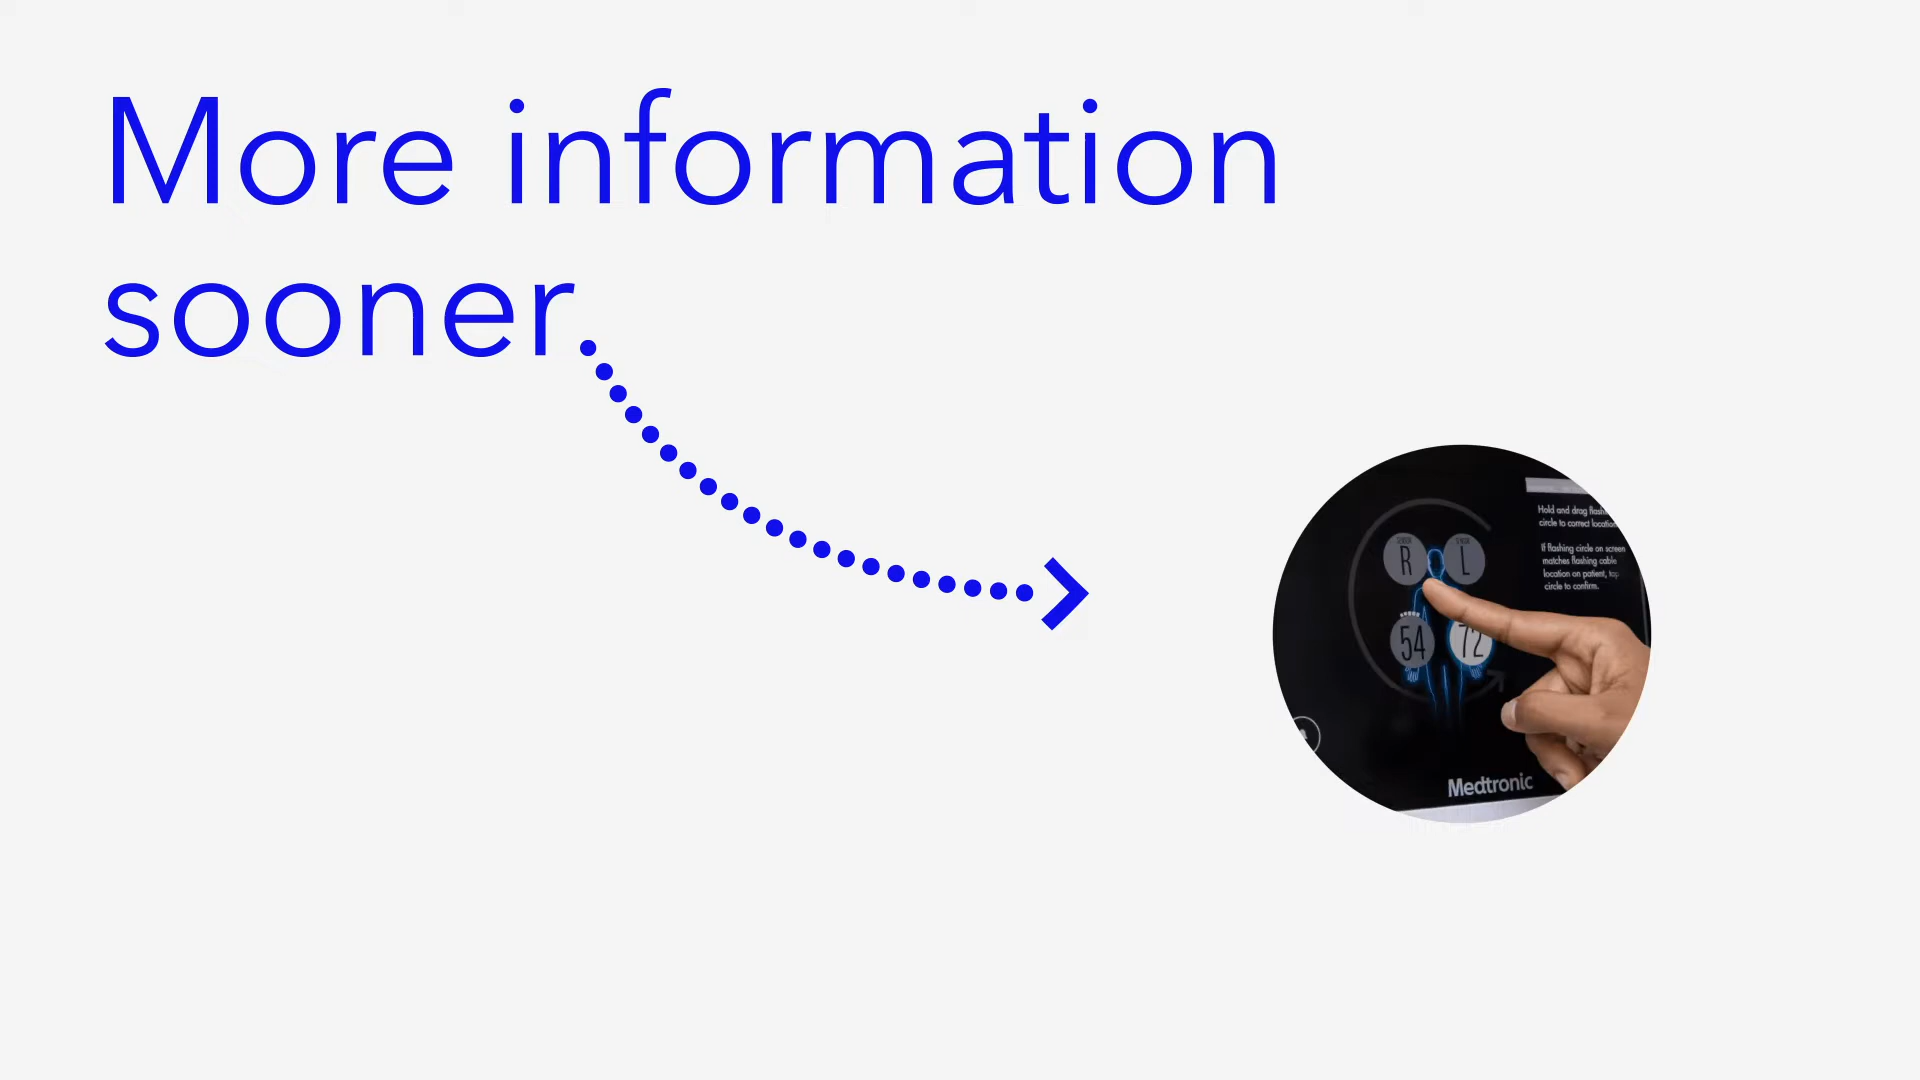 More information
sooner.
Hold and drag
circle to correct location
If flashing circle on screen
matches flashing cable
location on patient, tap
circle to confirm.
R
L
54
72
Medtronic